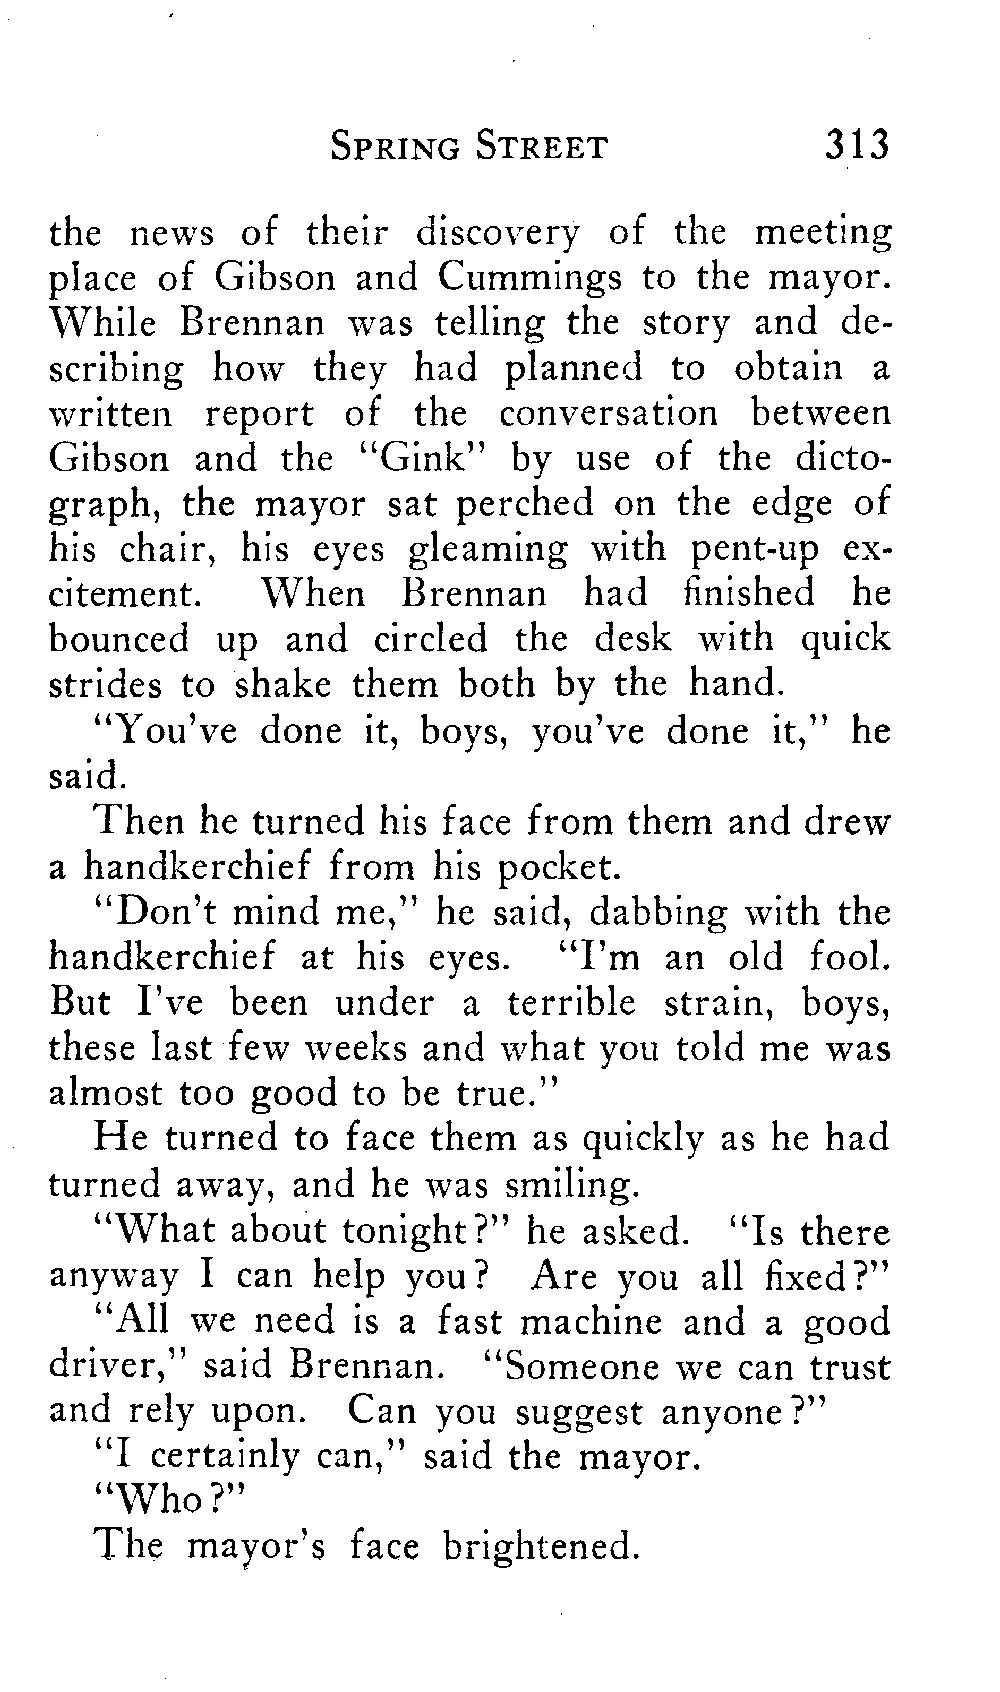 SPRING STREET 313
the news of their discovery of the meeting
place of Gibson and Cummings to the mayor.
While Brennan was telling the story and de-
scribing how they had planned to obtain a
written report of the conversation between
Gibson and the “Gink” by use of the dicto-
graph, the mayor sat perched on the edge of
his chair, his eyes gleaming with pent-up ex-
citement. When Brennan had finished he
bounced up and circled the desk with quick
strides to shake them both by the hand.
“You’ve done it, boys, you’ve done it,” he
said.
Then he turned his face from them and drew
a handkerchief from his pocket.
“Don’t mind me,” he said, dabbing with the
handkerchief at his eyes. “I’m an old fool.
But I’ve been under a terrible strain, boys,
these last few weeks and what you told me was
almost too good to be true.”
He turned to face them as quickly as he had
turned away, and he was smiling.
“What about tonight?” he asked. “Is there
anyway I can help you? Are you all fixed?”
“All we need is a fast machine and a good
driver,” said Brennan. “Someone we can trust
and rely upon. Can you suggest anyone?”
“I certainly can,” said the mayor.
“Who?”
The mayor’s face brightened.